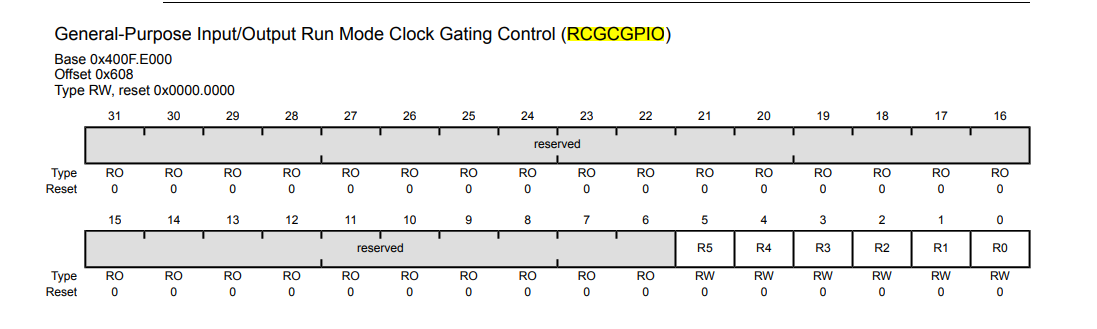 General-Purpose Input/Output Run Mode Clock Gating Control (RCGCGPIO)
Base 0x400F.E000
Offset 0x608
Type RW, reset 0x0000.0000
31 30 29 28 27 26 25 24 23 22 21 20 19 18 17 16
reserved
Type RO RO RO RO RO RO RO RO RO RO RO RO RO RO RO RO
Reset 0 0 0 0 0 0 0 0 0 0 0 0 0 0 0 0
15 14 13 12 11 10 9 8 7 6 5 4 3 2 1 0
reserved R5 R4 R3 R2 R1 R0
Type RO RO RO RO RO RO RO RO RO RO RW RW RW RW RW RW
Reset 0 0 0 0 0 0 0 0 0 0 0 0 0 0 0 0